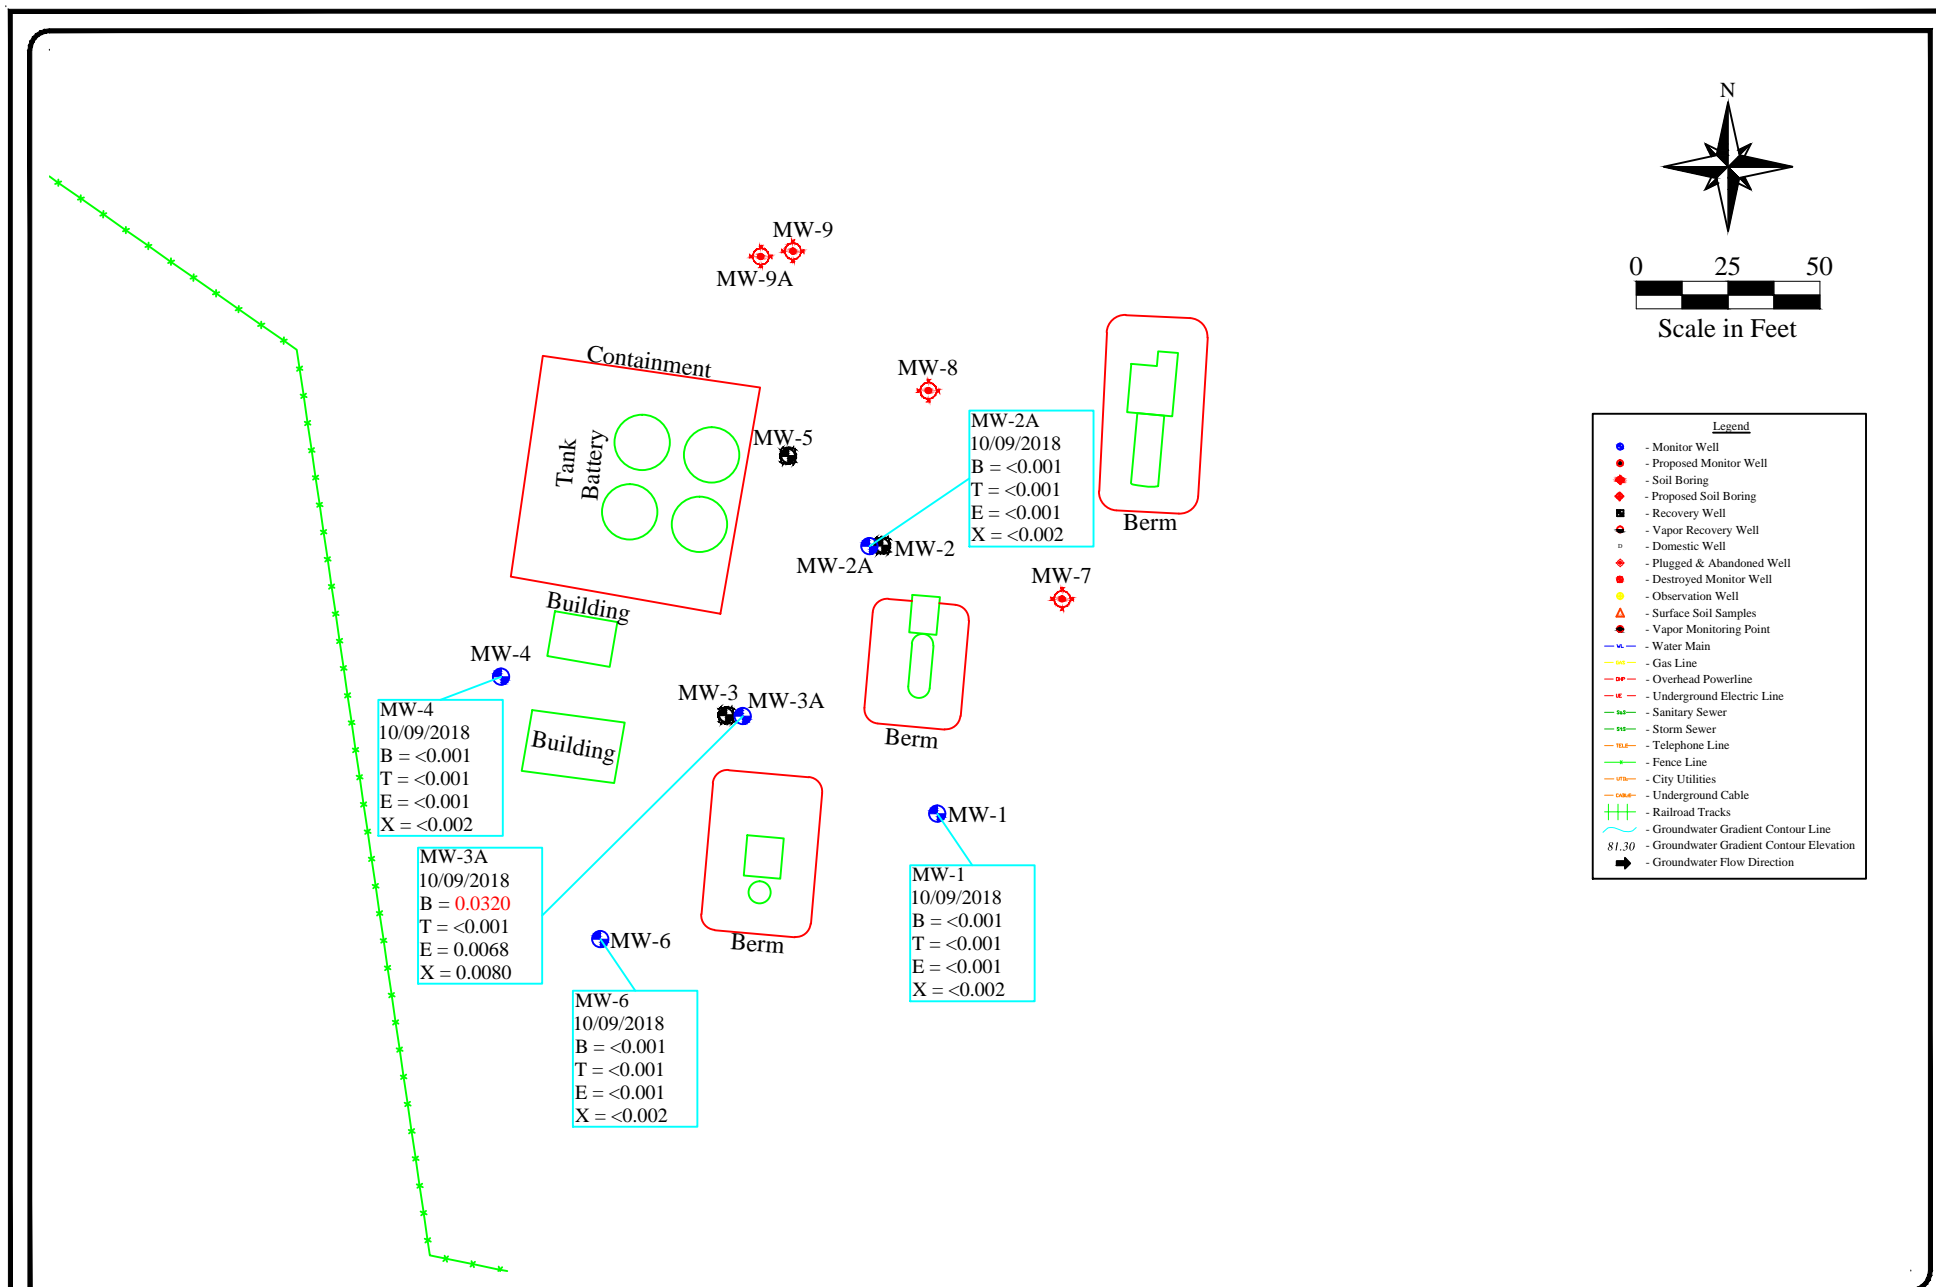 N
0 25 50
Scale in Feet
MW-9
MW-9A
Containment
Tank
Battery
MW-5
MW-8
MW-2A
10/09/2018
B = <0.001
T = <0.001
E = <0.001
X = <0.002
Berm
MW-2
MW-2A
MW-7
Building
MW-4
MW-4
10/09/2018
B = <0.001
T = <0.001
E = <0.001
X = <0.002
MW-3
MW-3A
Berm
Building
MW-3A
10/09/2018
B = 0.0320
T = <0.001
E = 0.0068
X = 0.0080
MW-1
MW-1
10/09/2018
B = <0.001
T = <0.001
E = <0.001
X = <0.002
Berm
MW-6
MW-6
10/09/2018
B = <0.001
T = <0.001
E = <0.001
X = <0.002
Legend
- Monitor Well
- Proposed Monitor Well
- Soil Boring
- Proposed Soil Boring
- Recovery Well
- Vapor Recovery Well
D - Domestic Well
- Plugged & Abandoned Well
- Destroyed Monitor Well
- Observation Well
- Surface Soil Samples
- Vapor Monitoring Point
WL - Water Main
- Gas Line
OHP - Overhead Powerline
UE - Underground Electric Line
- Sanitary Sewer
- Storm Sewer
TELE - Telephone Line
- Fence Line
UTIL - City Utilities
CABLE - Underground Cable
- Railroad Tracks
- Groundwater Gradient Contour Line
81.30 - Groundwater Gradient Contour Elevation
- Groundwater Flow Direction